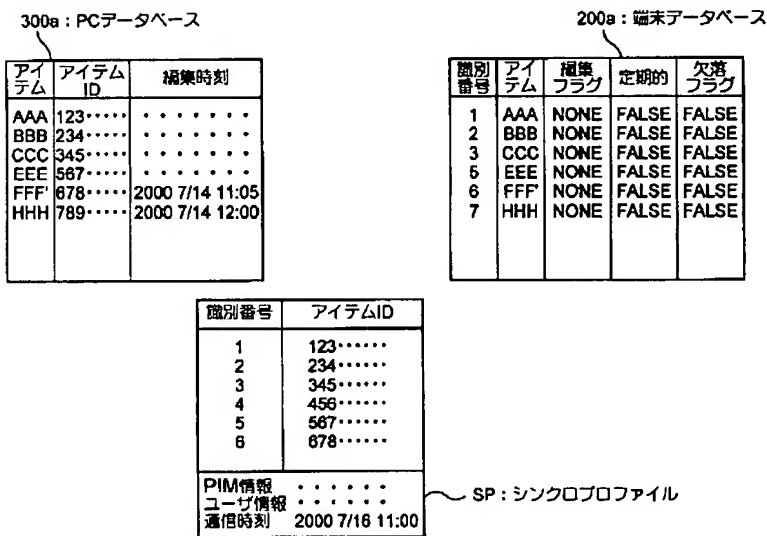 300a：PCデータベース
アイテム アイテムID 編集時刻
AAA 123‥‥‥ ・・・・・・・
BBB 234‥‥‥ ・・・・・・・
CCC 345‥‥‥ ・・・・・・・
EEE 567‥‥‥ ・・・・・・・
FFF' 678‥‥‥ 2000 7/14 11:05
HHH 789‥‥‥ 2000 7/14 12:00
200a：端末データベース
識別番号 アイテム 編集フラグ 定期的 欠落フラグ
1 AAA NONE FALSE FALSE
2 BBB NONE FALSE FALSE
3 CCC NONE FALSE FALSE
5 EEE NONE FALSE FALSE
6 FFF' NONE FALSE FALSE
7 HHH NONE FALSE FALSE
識別番号 アイテムID
1 123‥‥‥
2 234‥‥‥
3 345‥‥‥
4 456‥‥‥
5 567‥‥‥
6 678‥‥‥
PIM情報 ・・・・・・
ユーザ情報 ・・・・・・
通信時刻 2000 7/16 11:00
SP：シンクロプロファイル